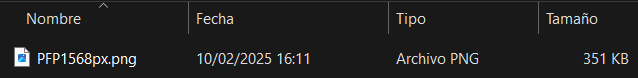 Nombre Fecha Tipo Tamaño
PFP1568px.png 10/02/2025 16:11 Archivo PNG 351 KB